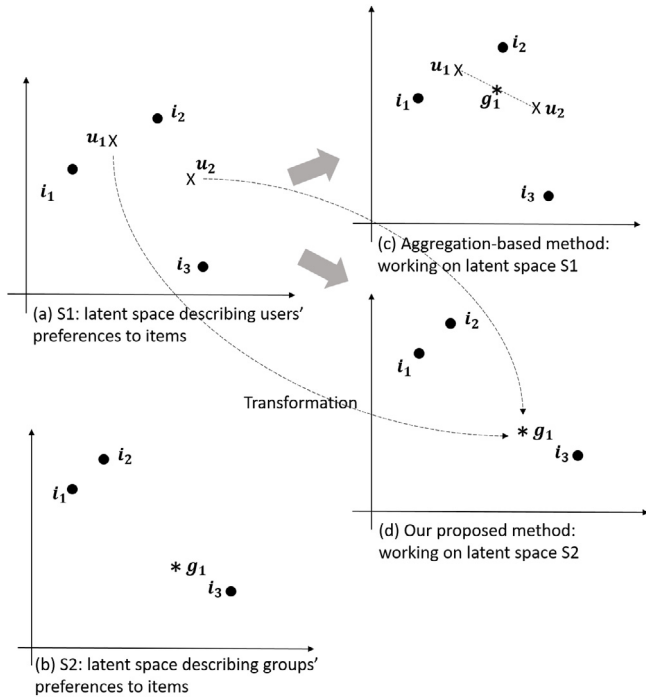 i₂
u₁
u₂
i₁
i₃
(a) S1: latent space describing users’
preferences to items
i₂
u₁
i₁
g₁
u₂
i₃
(c) Aggregation-based method:
working on latent space S1
Transformation
i₂
i₁
g₁
i₃
(b) S2: latent space describing groups’
preferences to items
i₂
i₁
g₁
i₃
(d) Our proposed method:
working on latent space S2